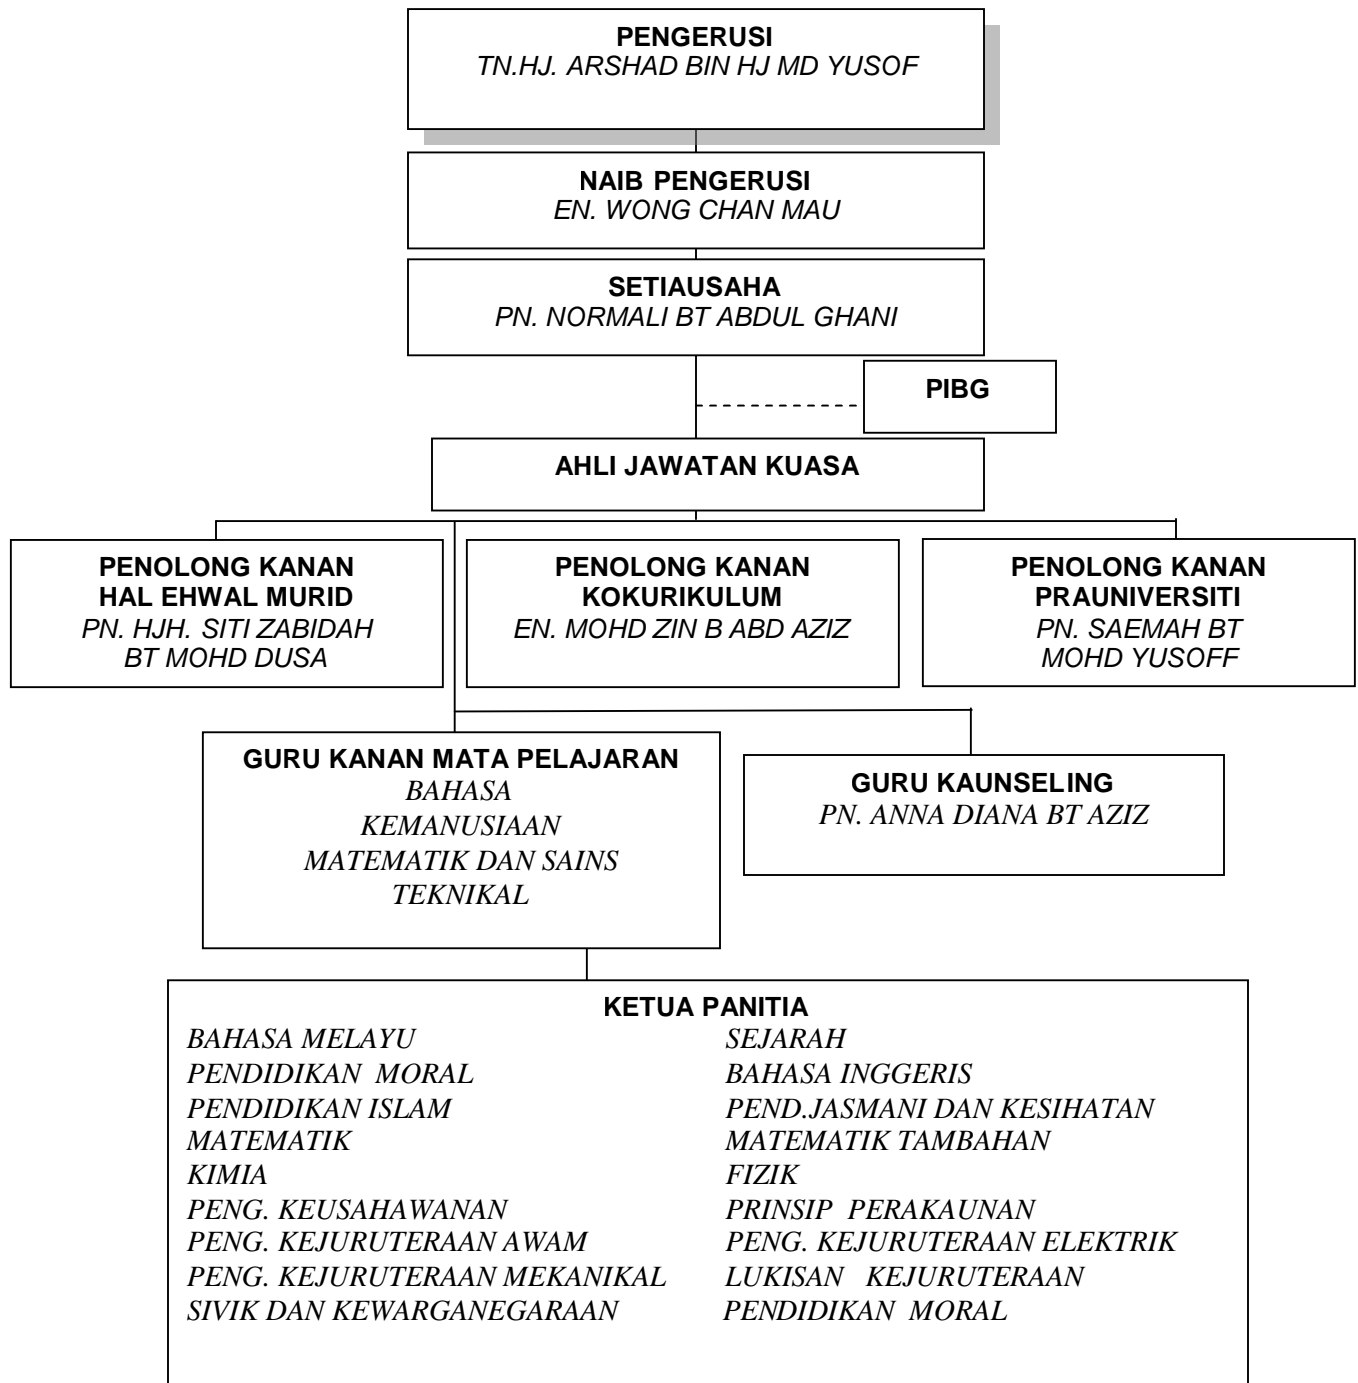 PENGERUSI
TN.HJ. ARSHAD BIN HJ MD YUSOF
NAIB PENGERUSI
EN. WONG CHAN MAU
SETIAUSAHA
PN. NORMALI BT ABDUL GHANI
PIBG
AHLI JAWATAN KUASA
PENOLONG KANAN
HAL EHWAL MURID
PN. HJH. SITI ZABIDAH
BT MOHD DUSA
PENOLONG KANAN
KOKURIKULUM
EN. MOHD ZIN B ABD AZIZ
PENOLONG KANAN
PRAUNIVERSITI
PN. SAEMAH BT
MOHD YUSOFF
GURU KANAN MATA PELAJARAN
BAHASA
KEMANUSIAAN
MATEMATIK DAN SAINS
TEKNIKAL
GURU KAUNSELING
PN. ANNA DIANA BT AZIZ
KETUA PANITIA
BAHASA MELAYU
PENDIDIKAN MORAL
PENDIDIKAN ISLAM
MATEMATIK
KIMIA
PENG. KEUSAHAWANAN
PENG. KEJURUTERAAN AWAM
PENG. KEJURUTERAAN MEKANIKAL
SIVIK DAN KEWARGANEGARAAN
SEJARAH
BAHASA INGGERIS
PEND.JASMANI DAN KESIHATAN
MATEMATIK TAMBAHAN
FIZIK
PRINSIP PERAKAUNAN
PENG. KEJURUTERAAN ELEKTRIK
LUKISAN KEJURUTERAAN
PENDIDIKAN MORAL